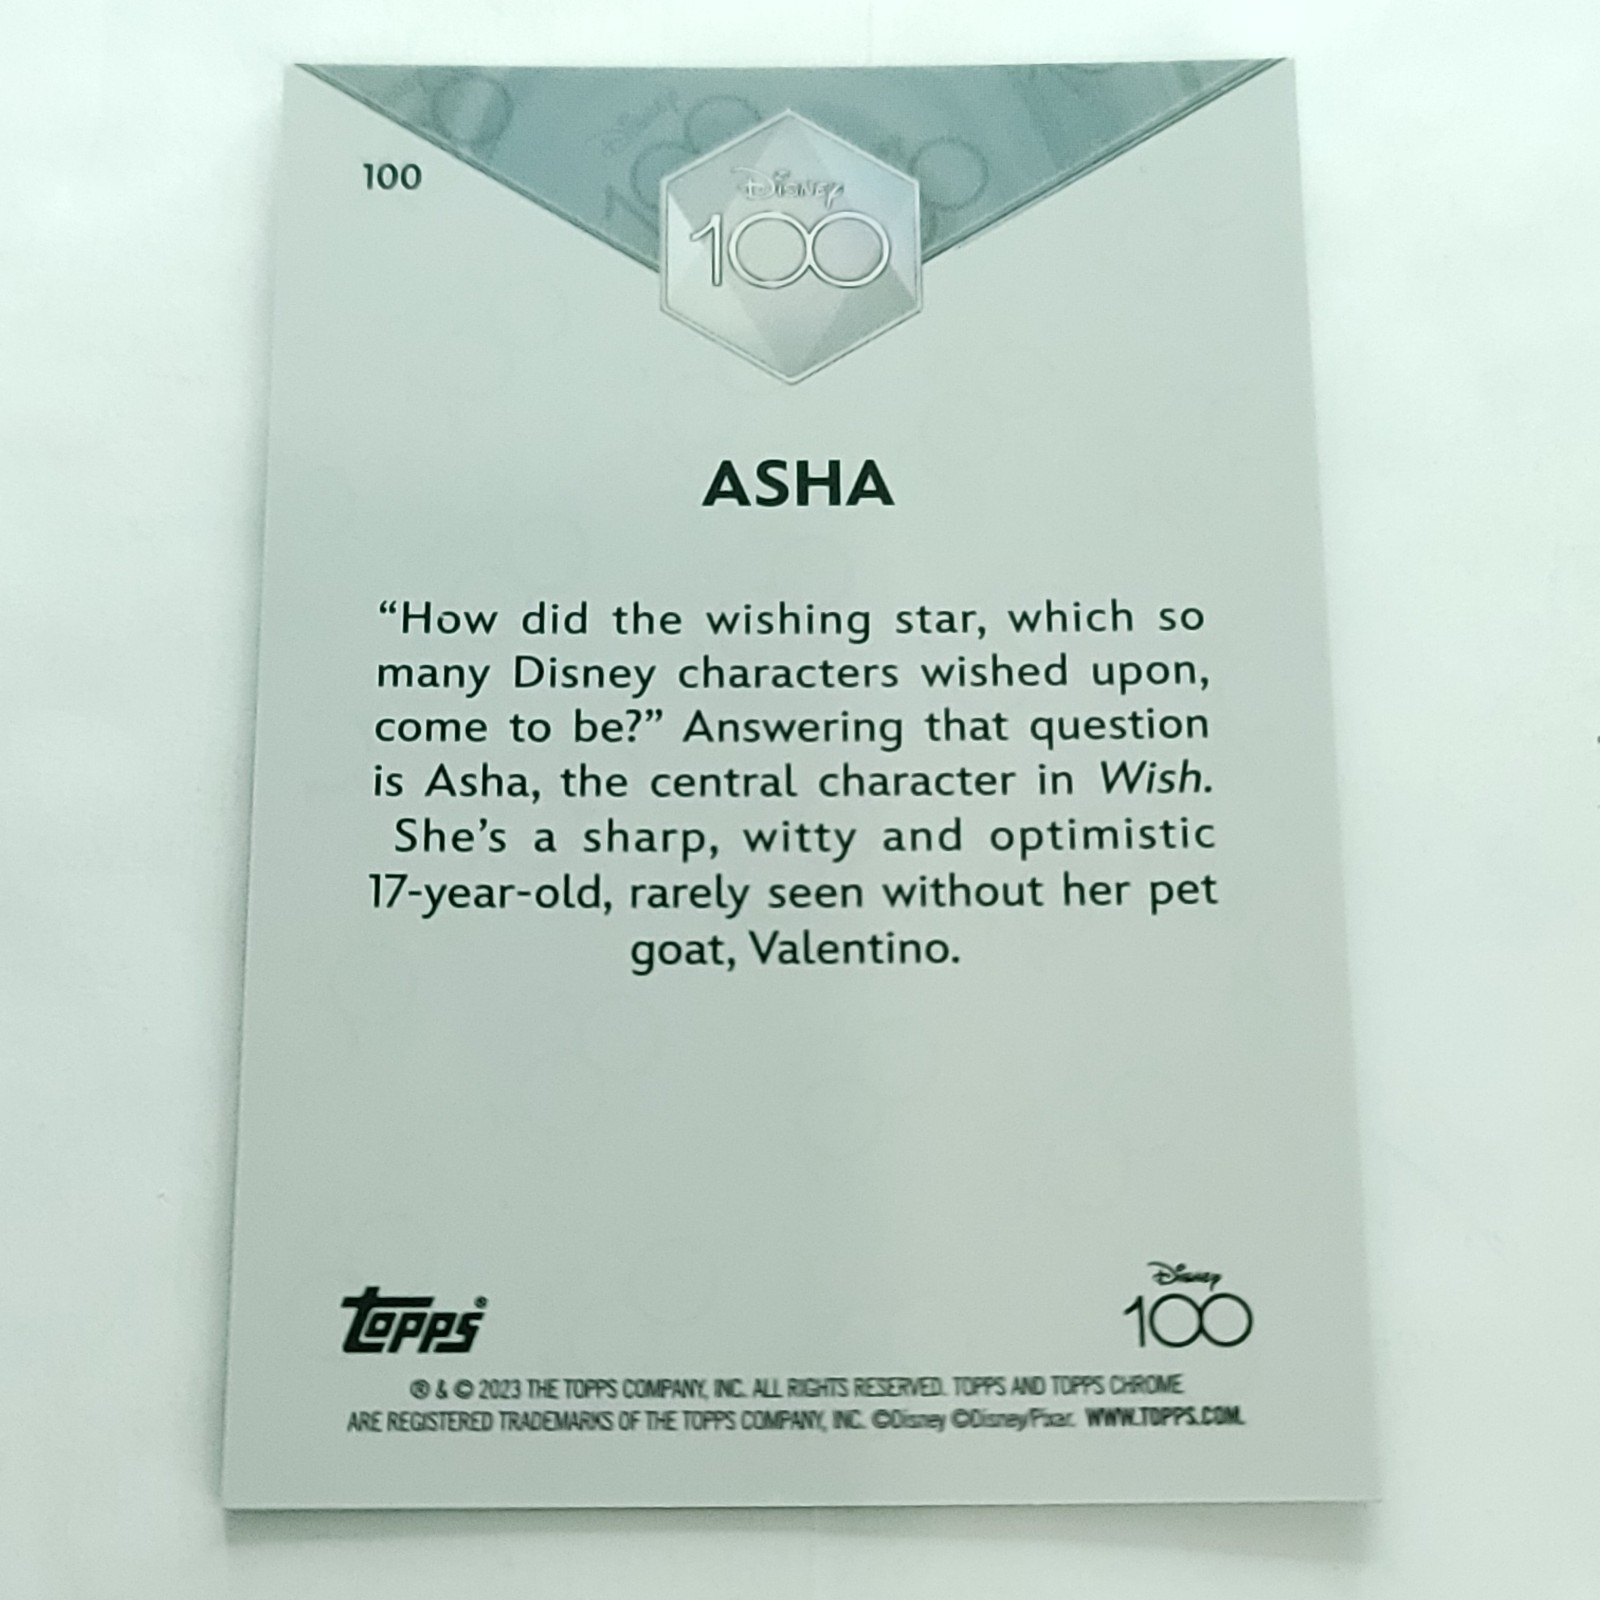 100
Disney
100
ASHA
“How did the wishing star, which so
many Disney characters wished upon,
come to be?” Answering that question
is Asha, the central character in Wish.
She’s a sharp, witty and optimistic
17-year-old, rarely seen without her pet
goat, Valentino.
Topps®
Disney
100
® & © 2023 THE TOPPS COMPANY, INC. ALL RIGHTS RESERVED. TOPPS AND TOPPS CHROME
ARE REGISTERED TRADEMARKS OF THE TOPPS COMPANY, INC. ©Disney ©Disney/Pixar. WWW.TOPPS.COM.